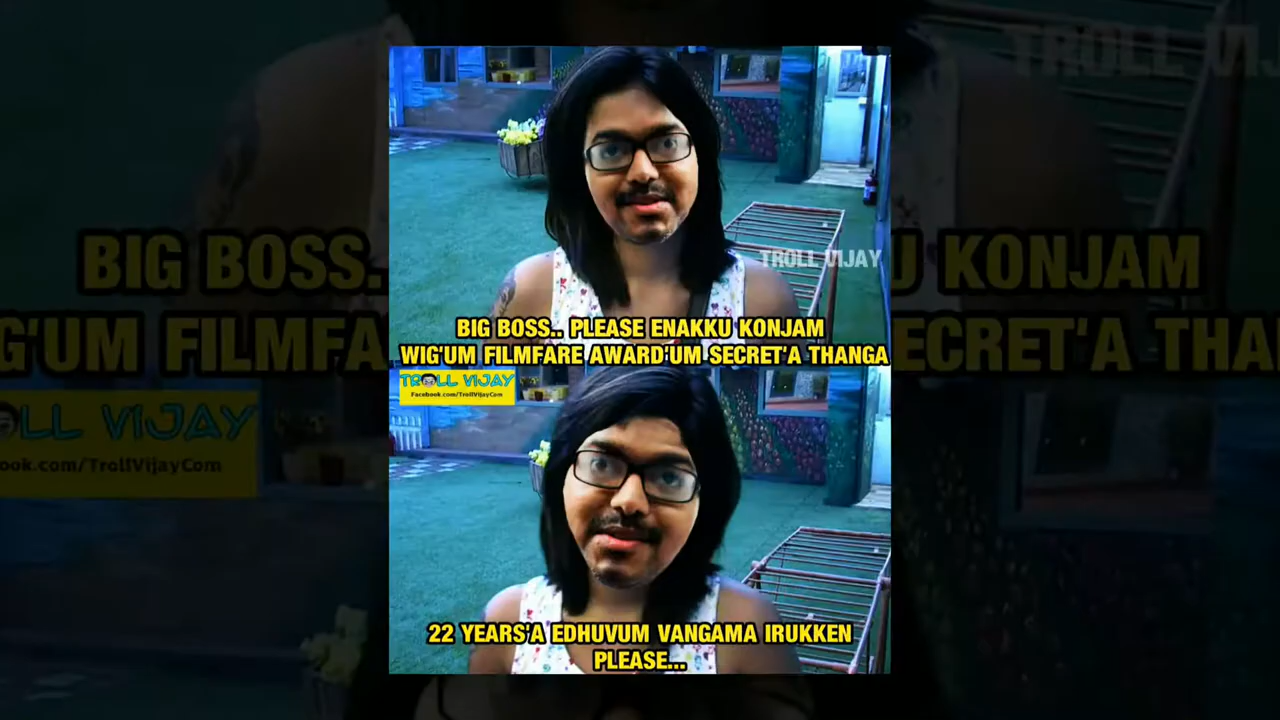 TROLL VIJAY
BIG BOSS.. PLEASE ENAKKU KONJAM
WIG'UM FILMFARE AWARD'UM SECRET'A THANGA
TROLL VIJAY
Facebook.com/TrollVijayCom
22 YEARS'A EDHUVUM VANGAMA IRUKKEN
PLEASE...